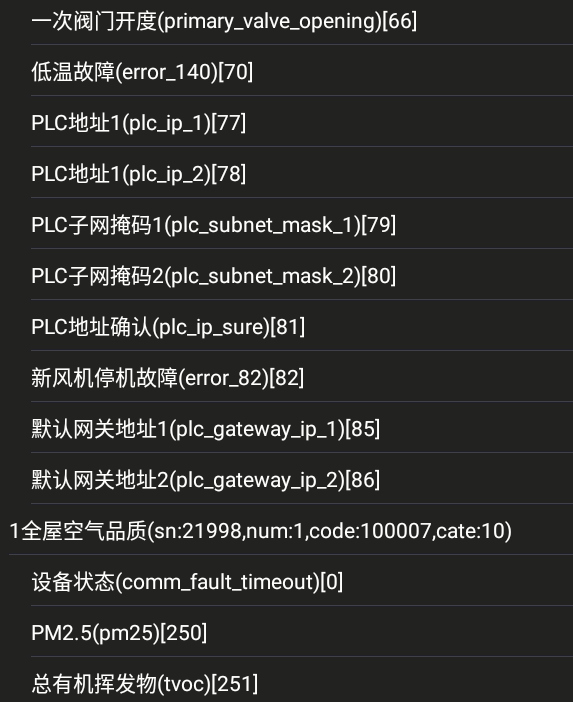 一次阀门开度(primary_valve_opening)[66]
低温故障(error_140)[70]
PLC地址1(plc_ip_1)[77]
PLC地址1(plc_ip_2)[78]
PLC子网掩码1(plc_subnet_mask_1)[79]
PLC子网掩码2(plc_subnet_mask_2)[80]
PLC地址确认(plc_ip_sure)[81]
新风机停机故障(error_82)[82]
默认网关地址1(plc_gateway_ip_1)[85]
默认网关地址2(plc_gateway_ip_2)[86]
1全屋空气品质(sn:21998,num:1,code:100007,cate:10)
设备状态(comm_fault_timeout)[0]
PM2.5(pm25)[250]
总有机挥发物(tvoc)[251]